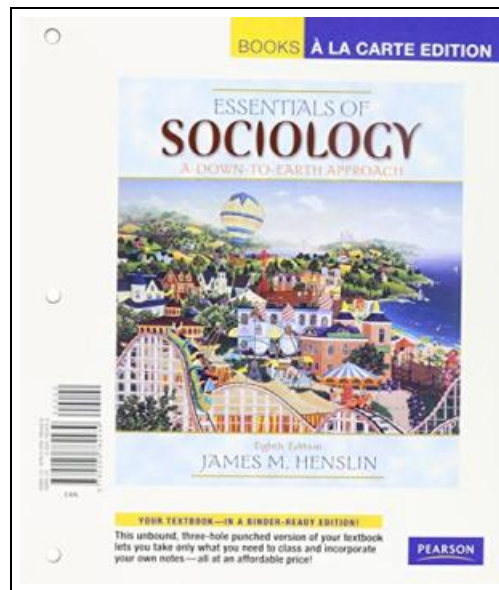 BOOKS À LA CARTE EDITION
ESSENTIALS OF
SOCIOLOGY
A DOWN-TO-EARTH APPROACH
Eighth Edition
JAMES M. HENSLIN
YOUR TEXTBOOK—IN A BINDER-READY EDITION!
This unbound, three-hole punched version of your textbook
lets you take only what you need to class and incorporate
your own notes—all at an affordable price!
PEARSON